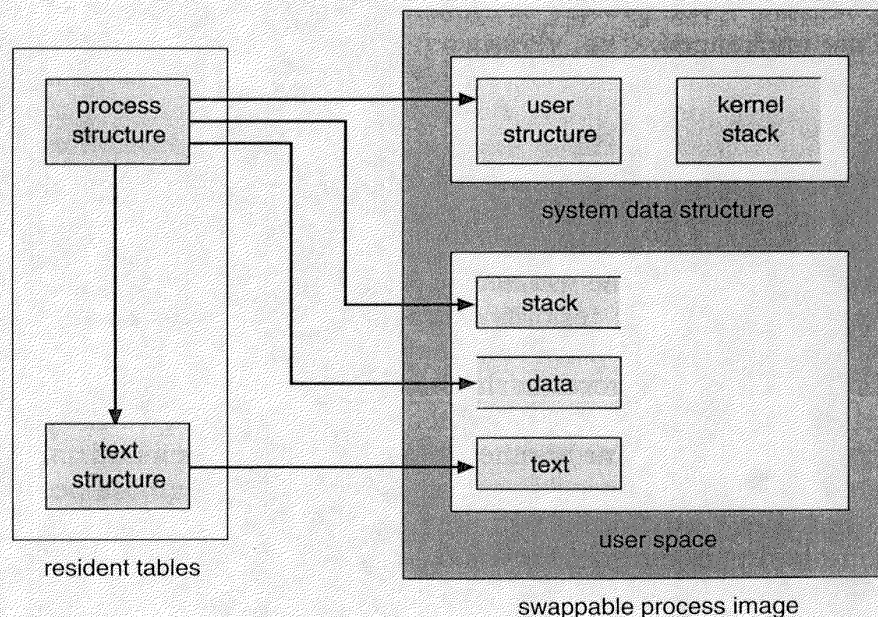 process
structure
user
structure
kernel
stack
system data structure
stack
data
text
text
structure
user space
resident tables
swappable process image